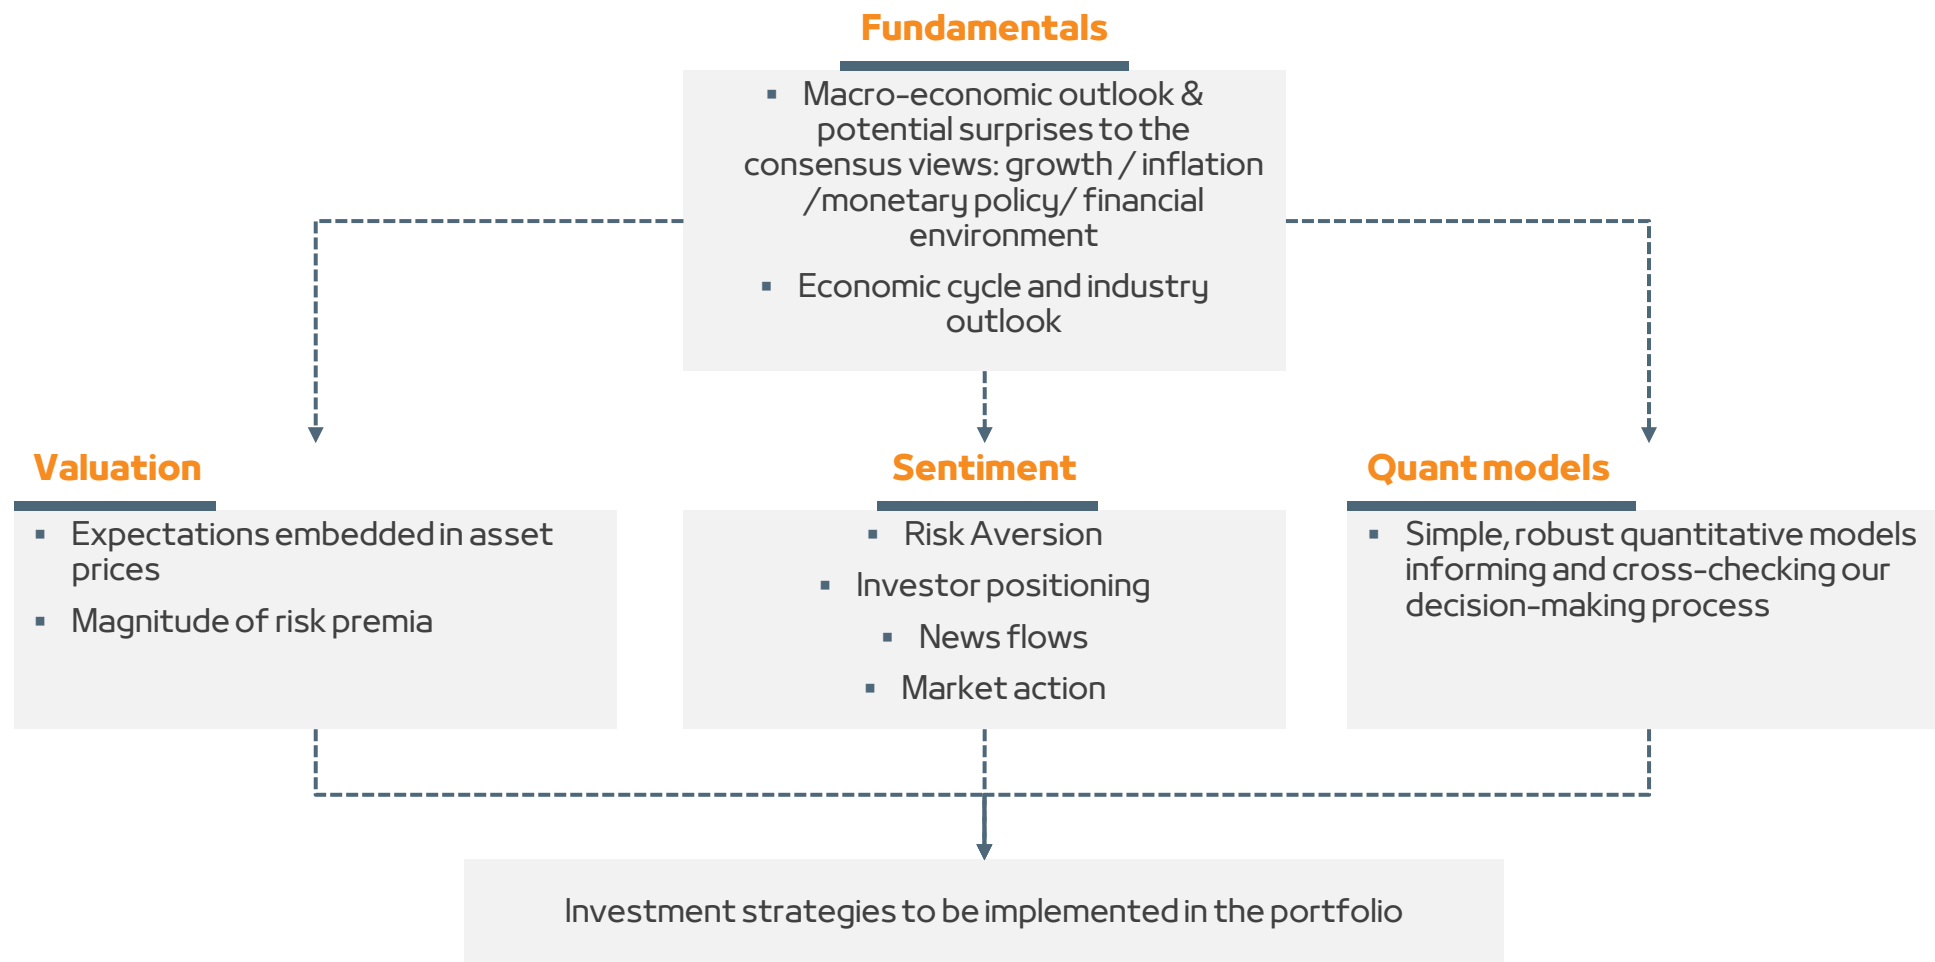 Fundamentals
▪ Macro-economic outlook &
potential surprises to the
consensus views: growth / inflation
/monetary policy/ financial
environment
▪ Economic cycle and industry
outlook
Valuation
▪ Expectations embedded in asset
prices
▪ Magnitude of risk premia
Sentiment
▪ Risk Aversion
▪ Investor positioning
▪ News flows
▪ Market action
Quant models
▪ Simple, robust quantitative models
informing and cross-checking our
decision-making process
Investment strategies to be implemented in the portfolio